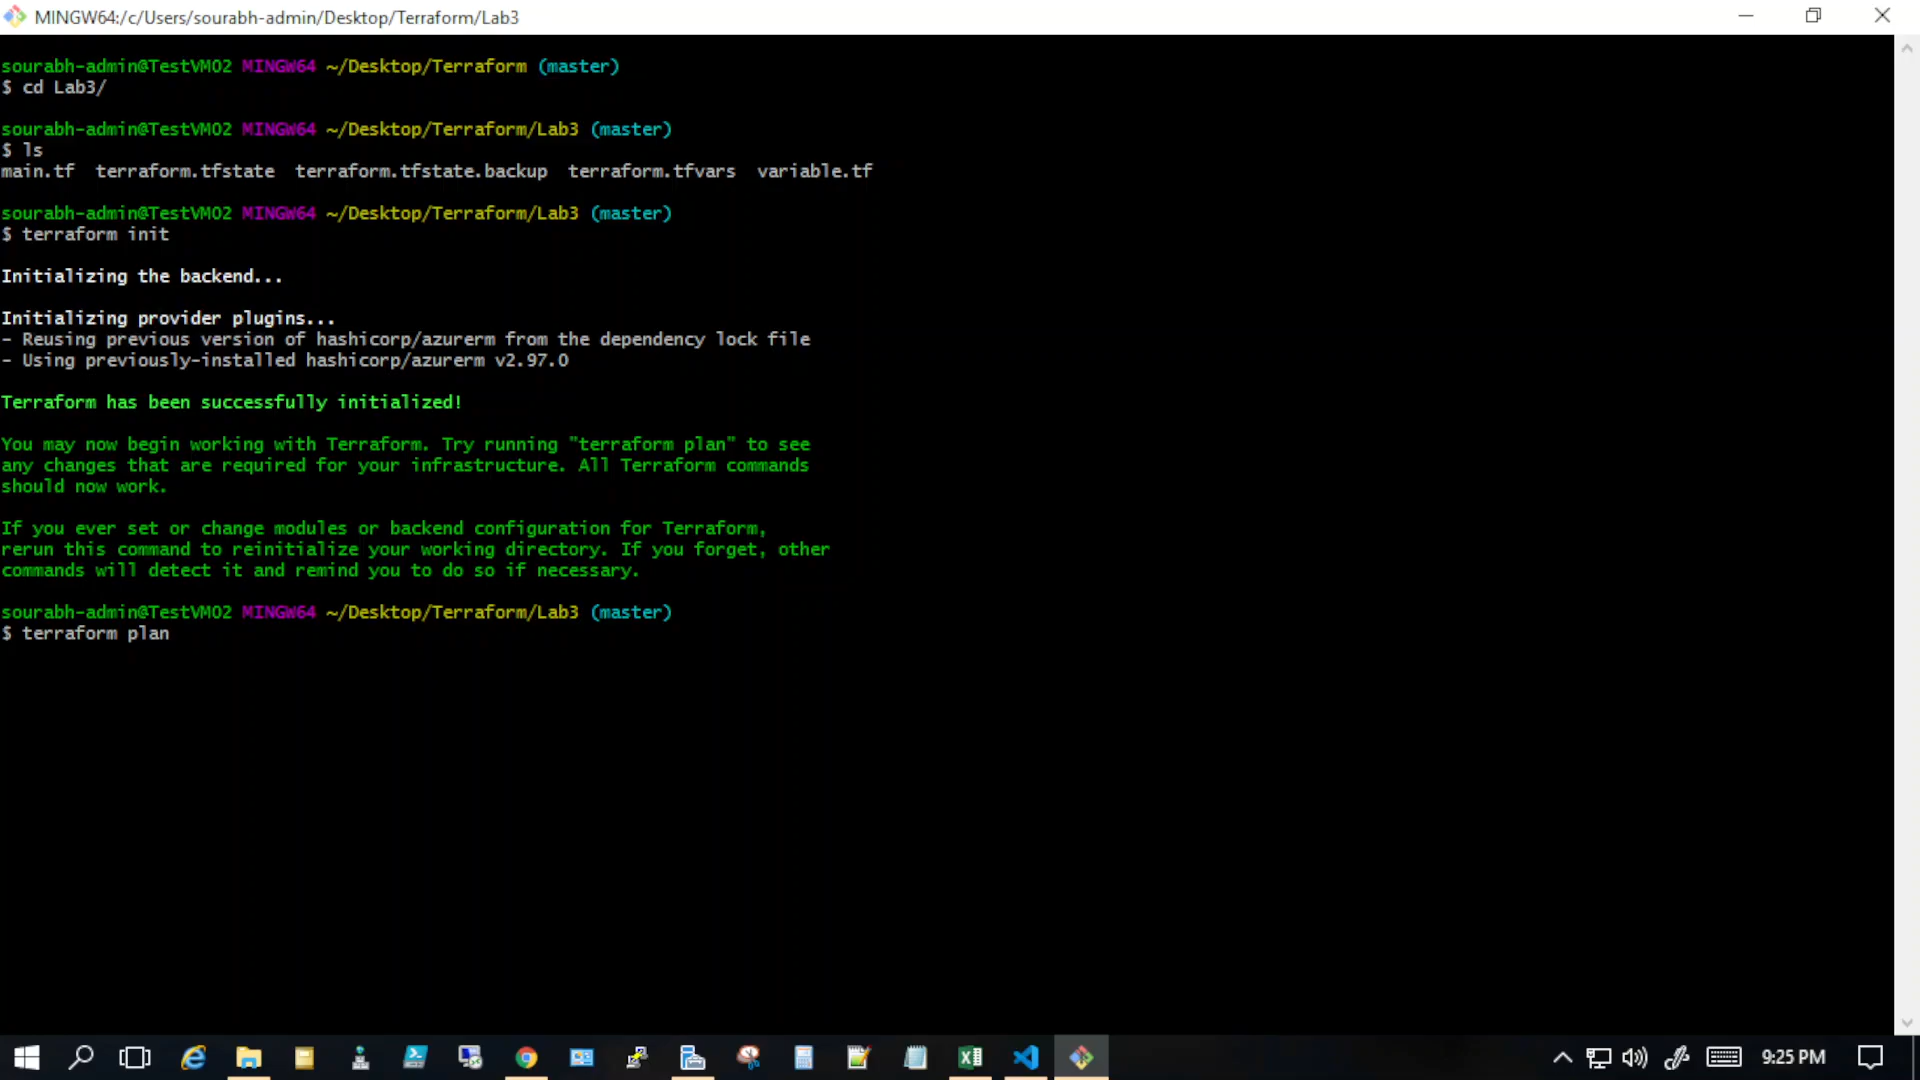 MINGW64:/c/Users/sourabh-admin/Desktop/Terraform/Lab3
sourabh-admin@TestVM02 MINGW64 ~/Desktop/Terraform (master)
$ cd Lab3/
sourabh-admin@TestVM02 MINGW64 ~/Desktop/Terraform/Lab3 (master)
$ ls
main.tf  terraform.tfstate  terraform.tfstate.backup  terraform.tfvars  variable.tf
sourabh-admin@TestVM02 MINGW64 ~/Desktop/Terraform/Lab3 (master)
$ terraform init
Initializing the backend...
Initializing provider plugins...
- Reusing previous version of hashicorp/azurerm from the dependency lock file
- Using previously-installed hashicorp/azurerm v2.97.0
Terraform has been successfully initialized!
You may now begin working with Terraform. Try running "terraform plan" to see
any changes that are required for your infrastructure. All Terraform commands
should now work.
If you ever set or change modules or backend configuration for Terraform,
rerun this command to reinitialize your working directory. If you forget, other
commands will detect it and remind you to do so if necessary.
sourabh-admin@TestVM02 MINGW64 ~/Desktop/Terraform/Lab3 (master)
$ terraform plan
9:25 PM